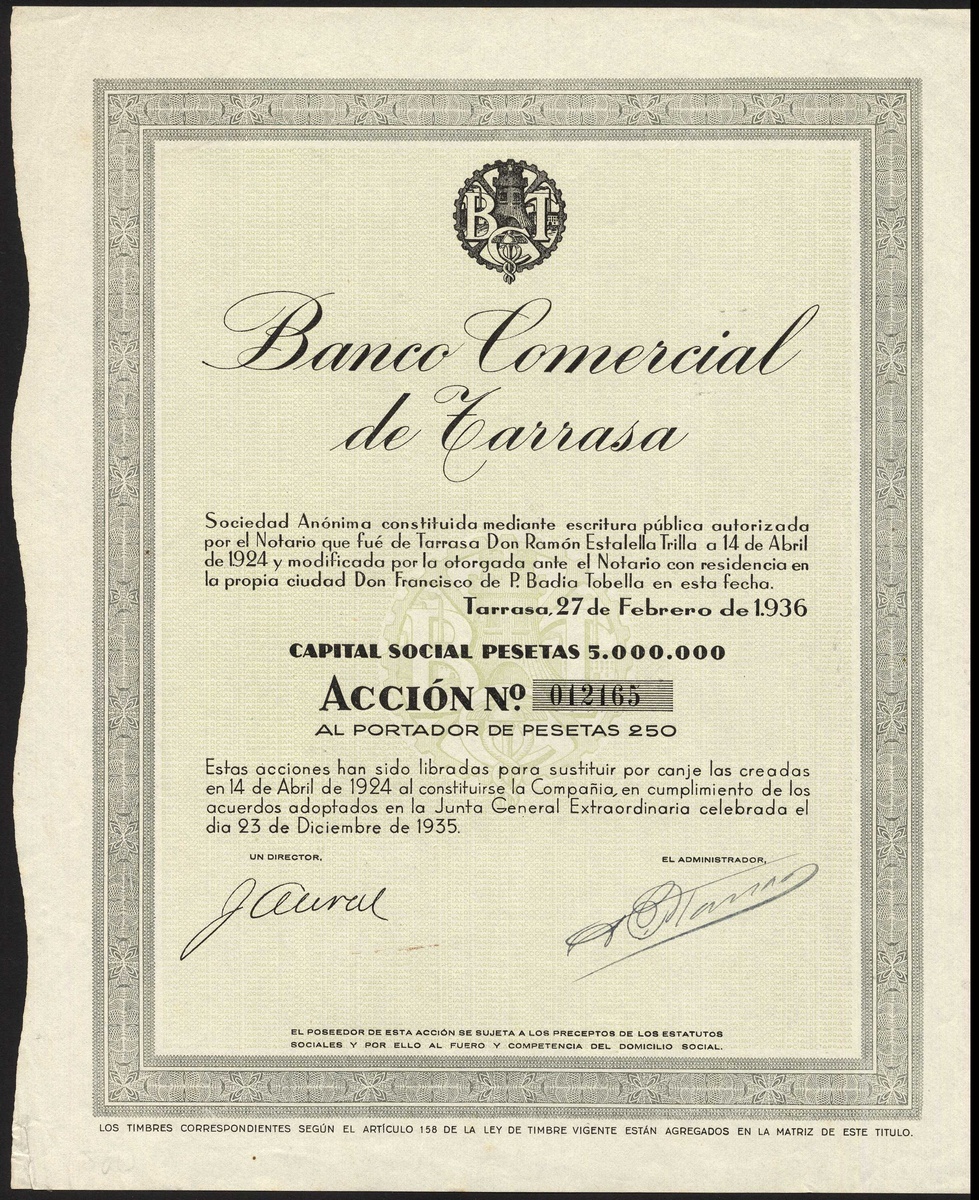 B T
C
Banco Comercial
de Tarrasa
Sociedad Anónima constituida mediante escritura pública autorizada
por el Notario que fué de Tarrasa Don Ramón Estalella Trilla a 14 de Abril
de 1924 y modificada por la otorgada ante el Notario con residencia en
la propia ciudad Don Francisco de P. Badia Tobella en esta fecha.
Tarrasa, 27 de Febrero de 1.936
CAPITAL SOCIAL PESETAS 5.000.000
ACCIÓN Nº. 012165
AL PORTADOR DE PESETAS 250
Estas acciones han sido libradas para sustituir por canje las creadas
en 14 de Abril de 1924 al constituirse la Compañia, en cumplimiento de los
acuerdos adoptados en la Junta General Extraordinaria celebrada el
dia 23 de Diciembre de 1935.
UN DIRECTOR, EL ADMINISTRADOR,
EL POSEEDOR DE ESTA ACCIÓN SE SUJETA A LOS PRECEPTOS DE LOS ESTATUTOS
SOCIALES Y POR ELLO AL FUERO Y COMPETENCIA DEL DOMICILIO SOCIAL.
LOS TIMBRES CORRESPONDIENTES SEGÚN EL ARTÍCULO 158 DE LA LEY DE TIMBRE VIGENTE ESTÁN AGREGADOS EN LA MATRIZ DE ESTE TITULO.